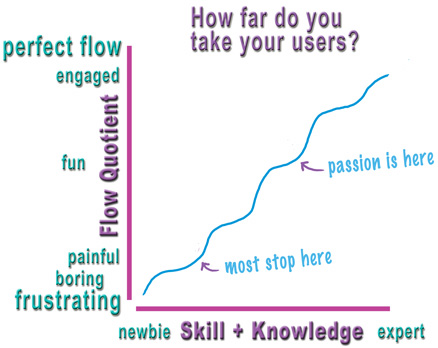 How far do you
take your users?
perfect flow
engaged
Flow Quotient
fun
passion is here
painful
boring
frustrating
most stop here
newbie Skill + Knowledge expert